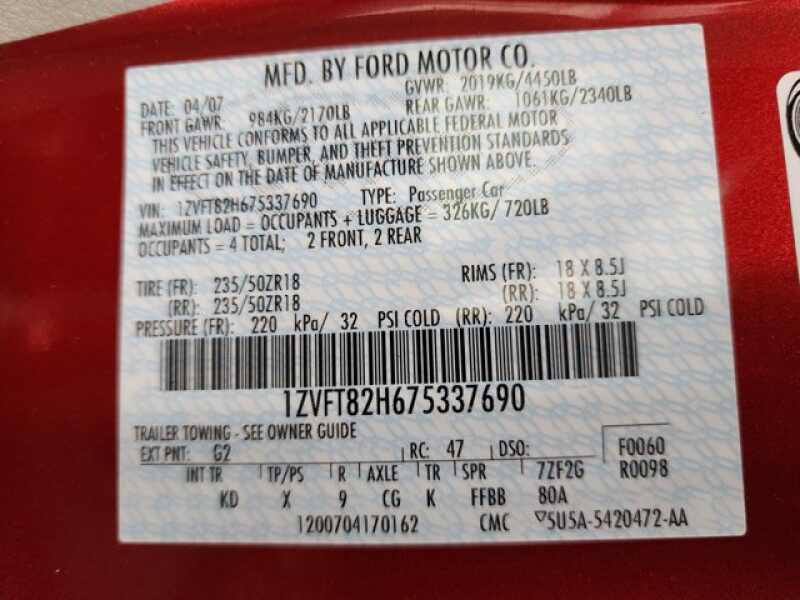 MFD. BY FORD MOTOR CO.
DATE: 04/07 GVWR: 2019KG/4450LB
FRONT GAWR: 984KG/2170LB REAR GAWR: 1061KG/2340LB
THIS VEHICLE CONFORMS TO ALL APPLICABLE FEDERAL MOTOR
VEHICLE SAFETY, BUMPER, AND THEFT PREVENTION STANDARDS
IN EFFECT ON THE DATE OF MANUFACTURE SHOWN ABOVE.
VIN: 1ZVFT82H675337690 TYPE: Passenger Car
MAXIMUM LOAD = OCCUPANTS + LUGGAGE = 326KG/ 720LB
OCCUPANTS = 4 TOTAL; 2 FRONT, 2 REAR
TIRE (FR): 235/50ZR18 RIMS (FR): 18 X 8.5J
(RR): 235/50ZR18 (RR): 18 X 8.5J
PRESSURE (FR): 220 kPa/ 32 PSI COLD (RR): 220 kPa/ 32 PSI COLD
1ZVFT82H675337690
TRAILER TOWING - SEE OWNER GUIDE
EXT PNT: G2 RC: 47 DSO: F0060
INT TR TP/PS R AXLE TR SPR 7ZF2G R0098
KD X 9 CG K FFBB 80A
1200704170162 CMC ▽5U5A-5420472-AA